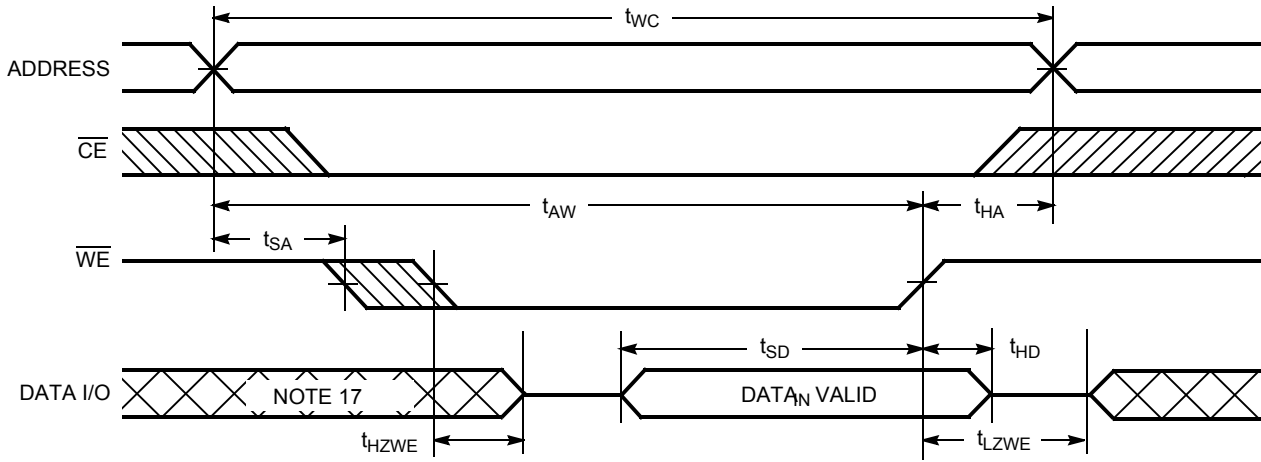 tWC
ADDRESS
CE
tAW
tHA
tSA
WE
tSD
tHD
DATA I/O
NOTE 17
DATAIN VALID
tHZWE
tLZWE